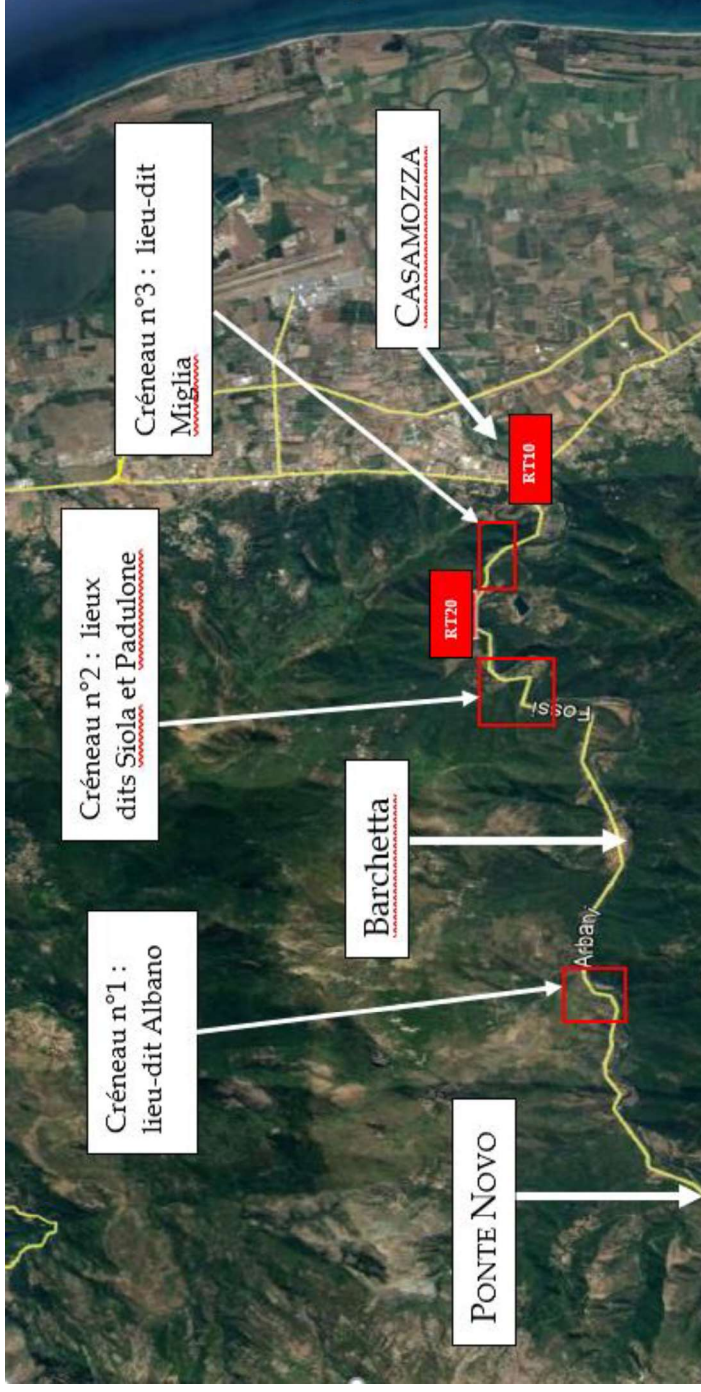 Créneau n°1 :
lieu-dit Albano
Créneau n°2 : lieux
dits Siola et Padulone
Créneau n°3 : lieu-dit
Miglia
PONTE NOVO
Barchetta
CASAMOZZA
RT20
RT10
Arbani
Fossi